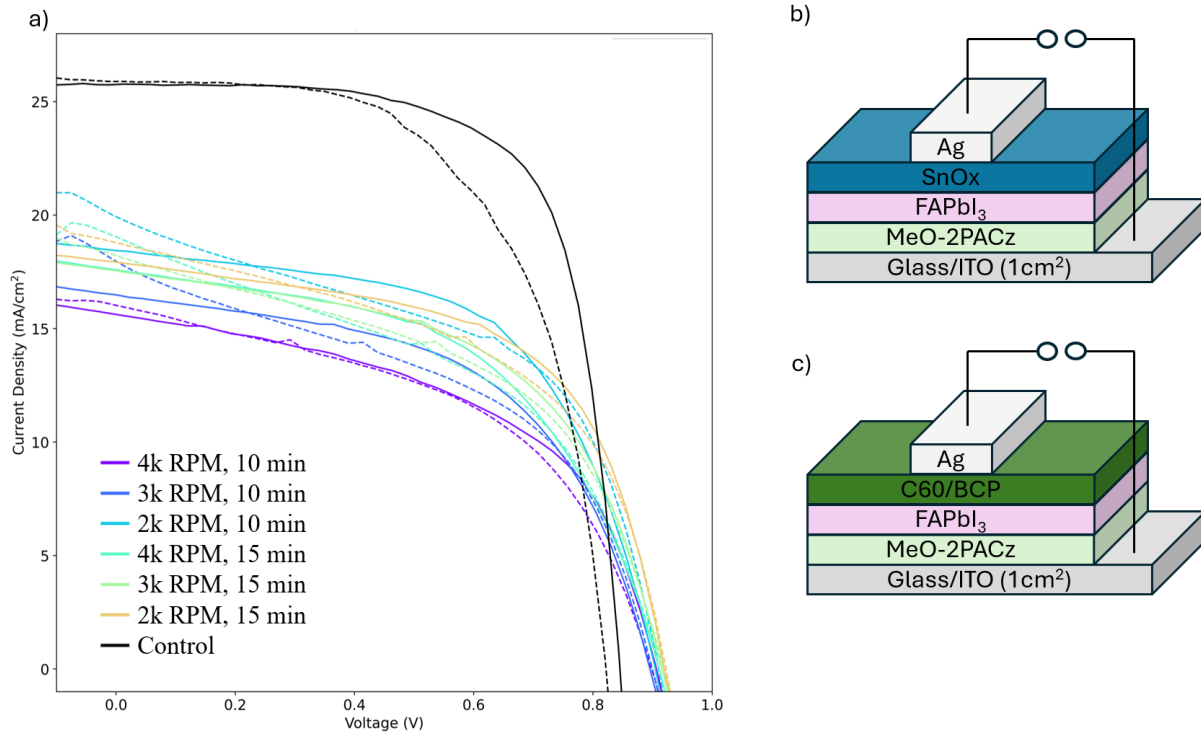 a)
Current Density (mA/cm²)
25
20
15
10
5
0
4k RPM, 10 min
3k RPM, 10 min
2k RPM, 10 min
4k RPM, 15 min
3k RPM, 15 min
2k RPM, 15 min
Control
0.0 0.2 0.4 0.6 0.8 1.0
Voltage (V)
b)
Ag
SnOx
FAPbI₃
MeO-2PACz
Glass/ITO (1cm²)
c)
Ag
C60/BCP
FAPbI₃
MeO-2PACz
Glass/ITO (1cm²)